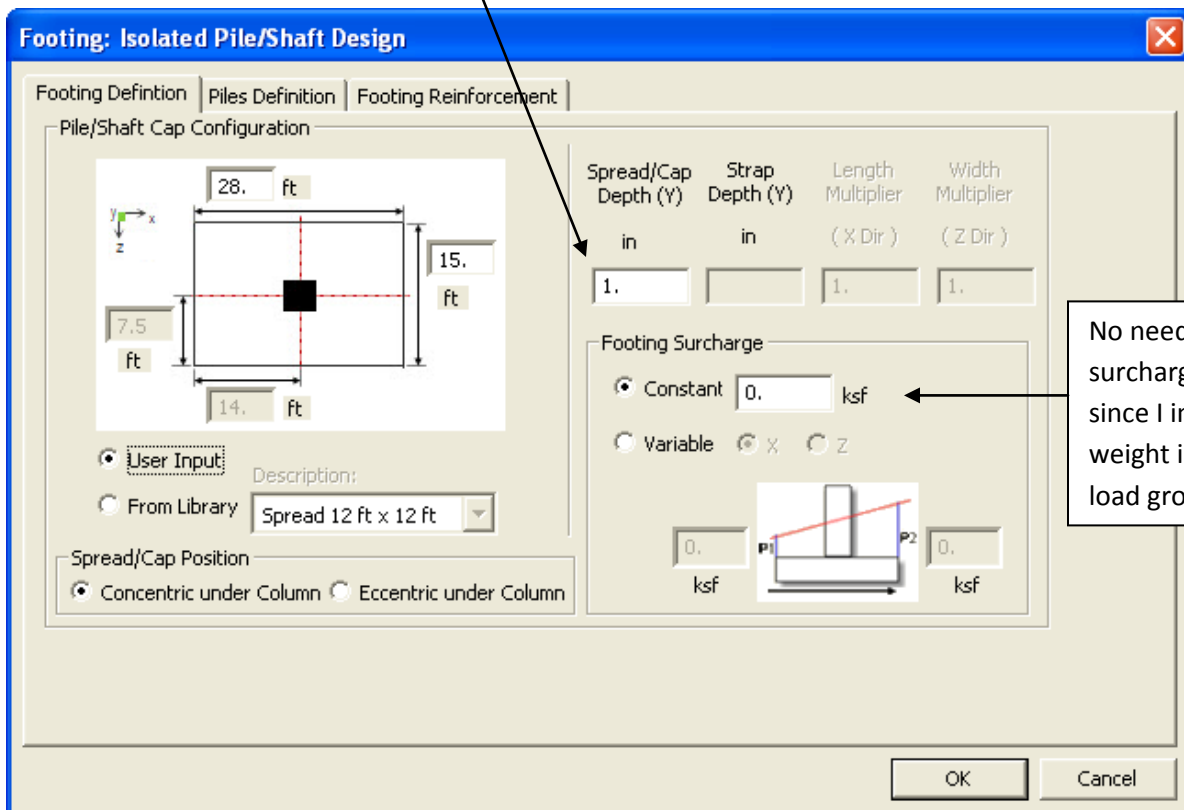 Footing: Isolated Pile/Shaft Design
Footing Defintion
Piles Definition
Footing Reinforcement
Pile/Shaft Cap Configuration
28. ft
y x
z
15.
ft
7.5
ft
14. ft
User Input
Description:
From Library
Spread 12 ft x 12 ft
Spread/Cap Position
Concentric under Column
Eccentric under Column
Spread/Cap
Depth (Y)
in
1.
Strap
Depth (Y)
in
Length
Multiplier
( X Dir )
1.
Width
Multiplier
( Z Dir )
1.
Footing Surcharge
Constant 0. ksf
Variable X Z
0.
ksf
P1
P2
0.
ksf
No need
surcharg
since I in
weight i
load gro
OK
Cancel